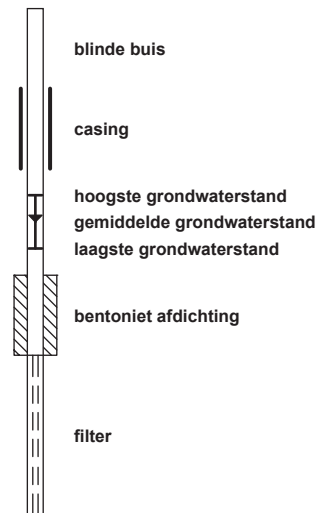 blinde buis
casing
hoogste grondwaterstand
gemiddelde grondwaterstand
laagste grondwaterstand
bentoniet afdichting
filter